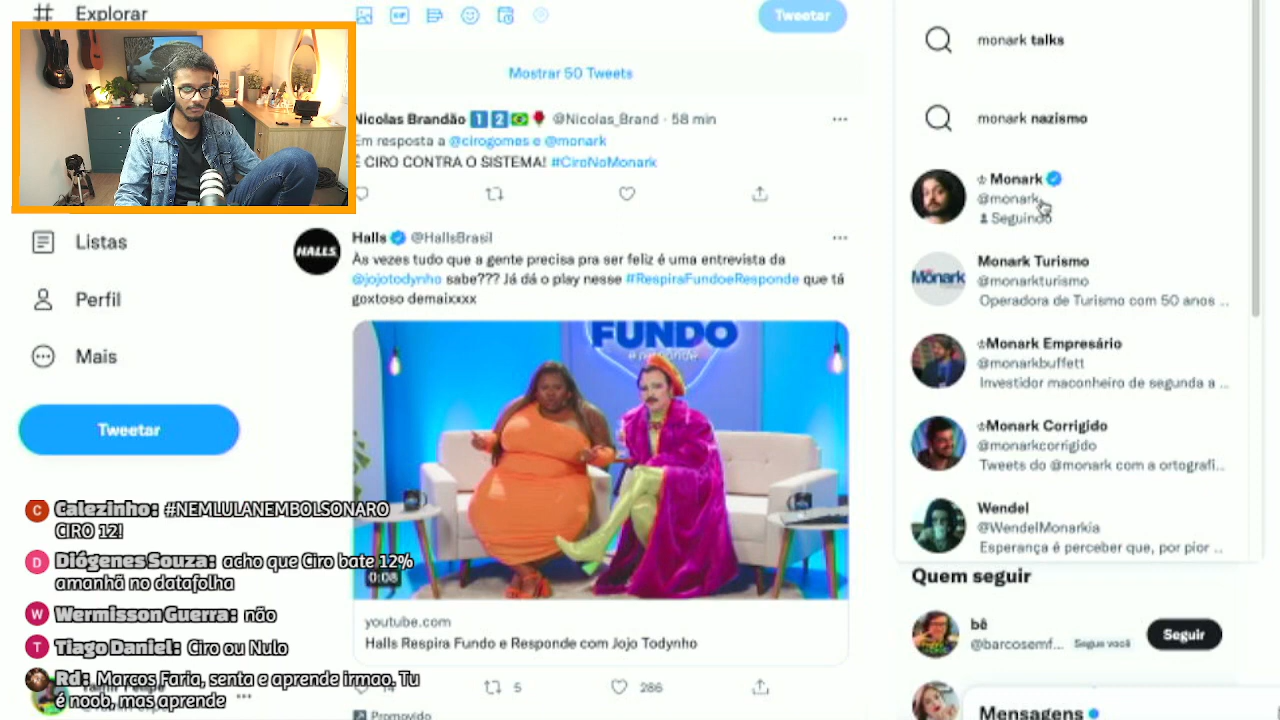 Explorar
GIF
Tweetar
Mostrar 50 Tweets
Nicolas Brandão 1 2 @Nicolas_Brand · 58 min
Em resposta a @cirogomes e @monark
É CIRO CONTRA O SISTEMA! #CiroNoMonark
Listas
Perfil
Mais
Tweetar
HALLS
Halls @HallsBrasil
Às vezes tudo que a gente precisa pra ser feliz é uma entrevista da
@jojotodynho sabe??? Já dá o play nesse #RespiraFundoeResponde que tá
goxtoso demaixxxx
FUNDO
e responde
0:08
youtube.com
Halls Respira Fundo e Responde com Jojo Todynho
14
5
286
Promovido
Calezinho: #NEMLULANEMBOLSONARO
CIRO 12!
Diógenes Souza: acho que Ciro bate 12%
amanhã no datafolha
Wermisson Guerra: não
Tiago Daniel: Ciro ou Nulo
Rd: Marcos Faria, senta e aprende irmao. Tu
é noob, mas aprende
monark talks
monark nazismo
Monark
@monark
Seguindo
Monark
Monark Turismo
@monarkturismo
Operadora de Turismo com 50 anos ...
Monark Empresário
@monarkbuffett
Investidor maconheiro de segunda a ...
Monark Corrigido
@monarkcorrigido
Tweets do @monark com a ortografi...
Wendel
@WendelMonarkia
Esperança é perceber que, por pior ...
Quem seguir
bê
@barcosemf... Segue você
Seguir
Mensagens